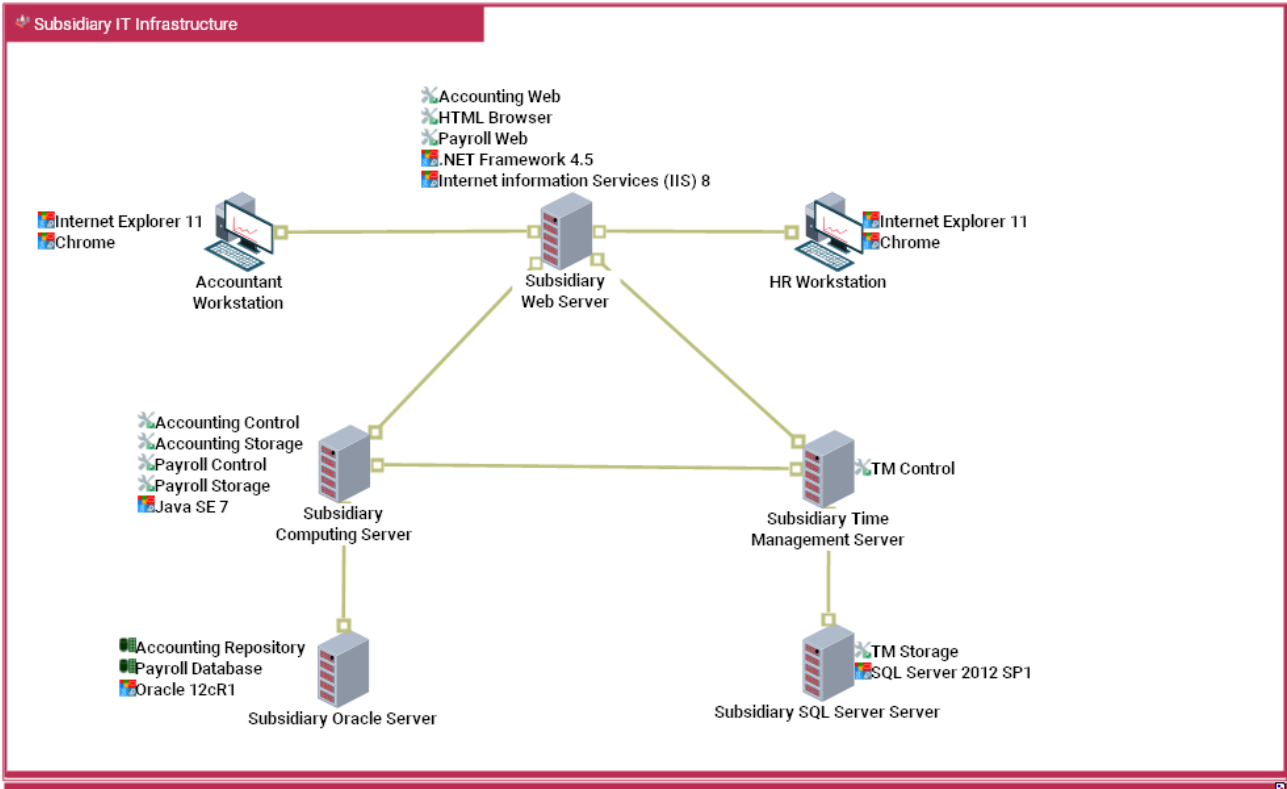 Subsidiary IT Infrastructure
Accounting Web
HTML Browser
Payroll Web
.NET Framework 4.5
Internet information Services (IIS) 8
Internet Explorer 11
Chrome
Accountant
Workstation
Subsidiary
Web Server
Internet Explorer 11
Chrome
HR Workstation
Accounting Control
Accounting Storage
Payroll Control
Payroll Storage
Java SE 7
Subsidiary
Computing Server
TM Control
Subsidiary Time
Management Server
Accounting Repository
Payroll Database
Oracle 12cR1
Subsidiary Oracle Server
TM Storage
SQL Server 2012 SP1
Subsidiary SQL Server Server